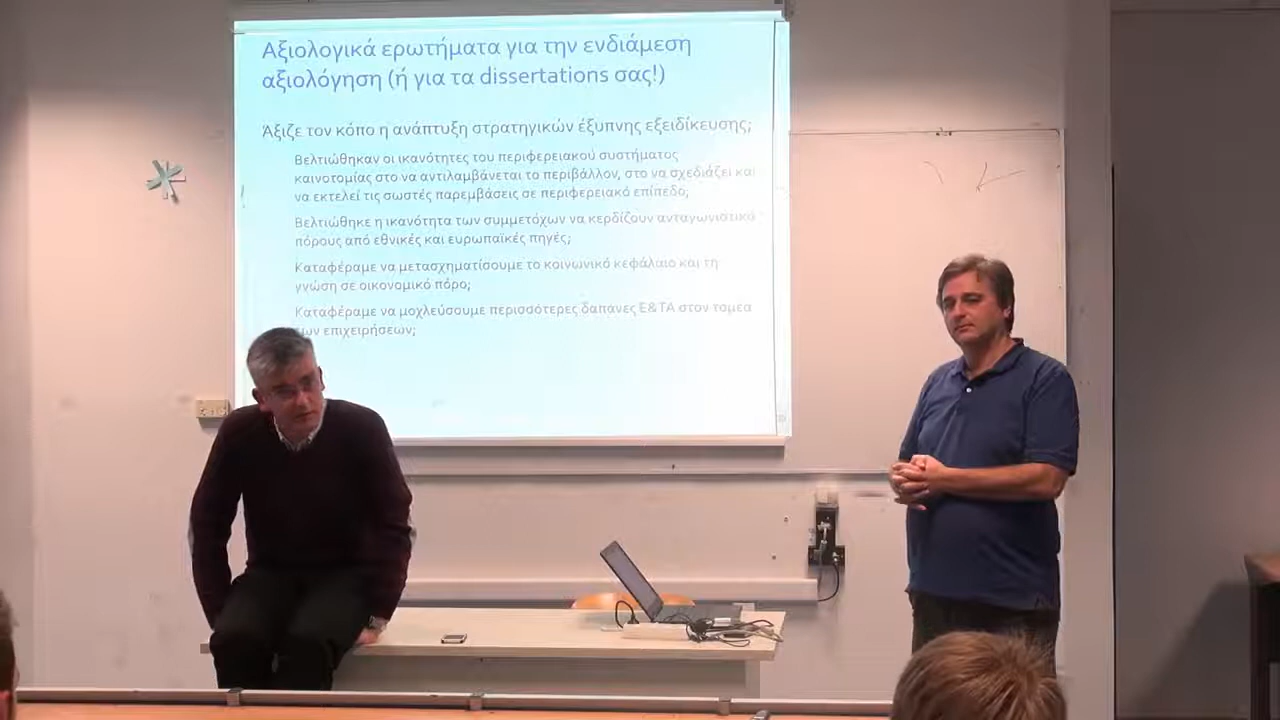 Αξιολογικά ερωτήματα για την ενδιάμεση
αξιολόγηση (ή για τα dissertations σας!)
Άξιζε τον κόπο η ανάπτυξη στρατηγικών έξυπνης εξειδίκευσης;
Βελτιώθηκαν οι ικανότητες του περιφερειακού συστήματος
καινοτομίας στο να αντιλαμβάνεται το περιβάλλον, στο να σχεδιάζει και
να εκτελεί τις σωστές παρεμβάσεις σε περιφερειακό επίπεδο;
Βελτιώθηκε η ικανότητα των συμμετόχων να κερδίζουν ανταγωνιστικά
πόρους από εθνικές και ευρωπαϊκές πηγές;
Καταφέραμε να μετασχηματίσουμε το κοινωνικό κεφάλαιο και τη
γνώση σε οικονομικό πόρο;
Καταφέραμε να μοχλεύσουμε περισσότερες δαπάνες Ε&ΤΑ στον τομέα
των επιχειρήσεων;